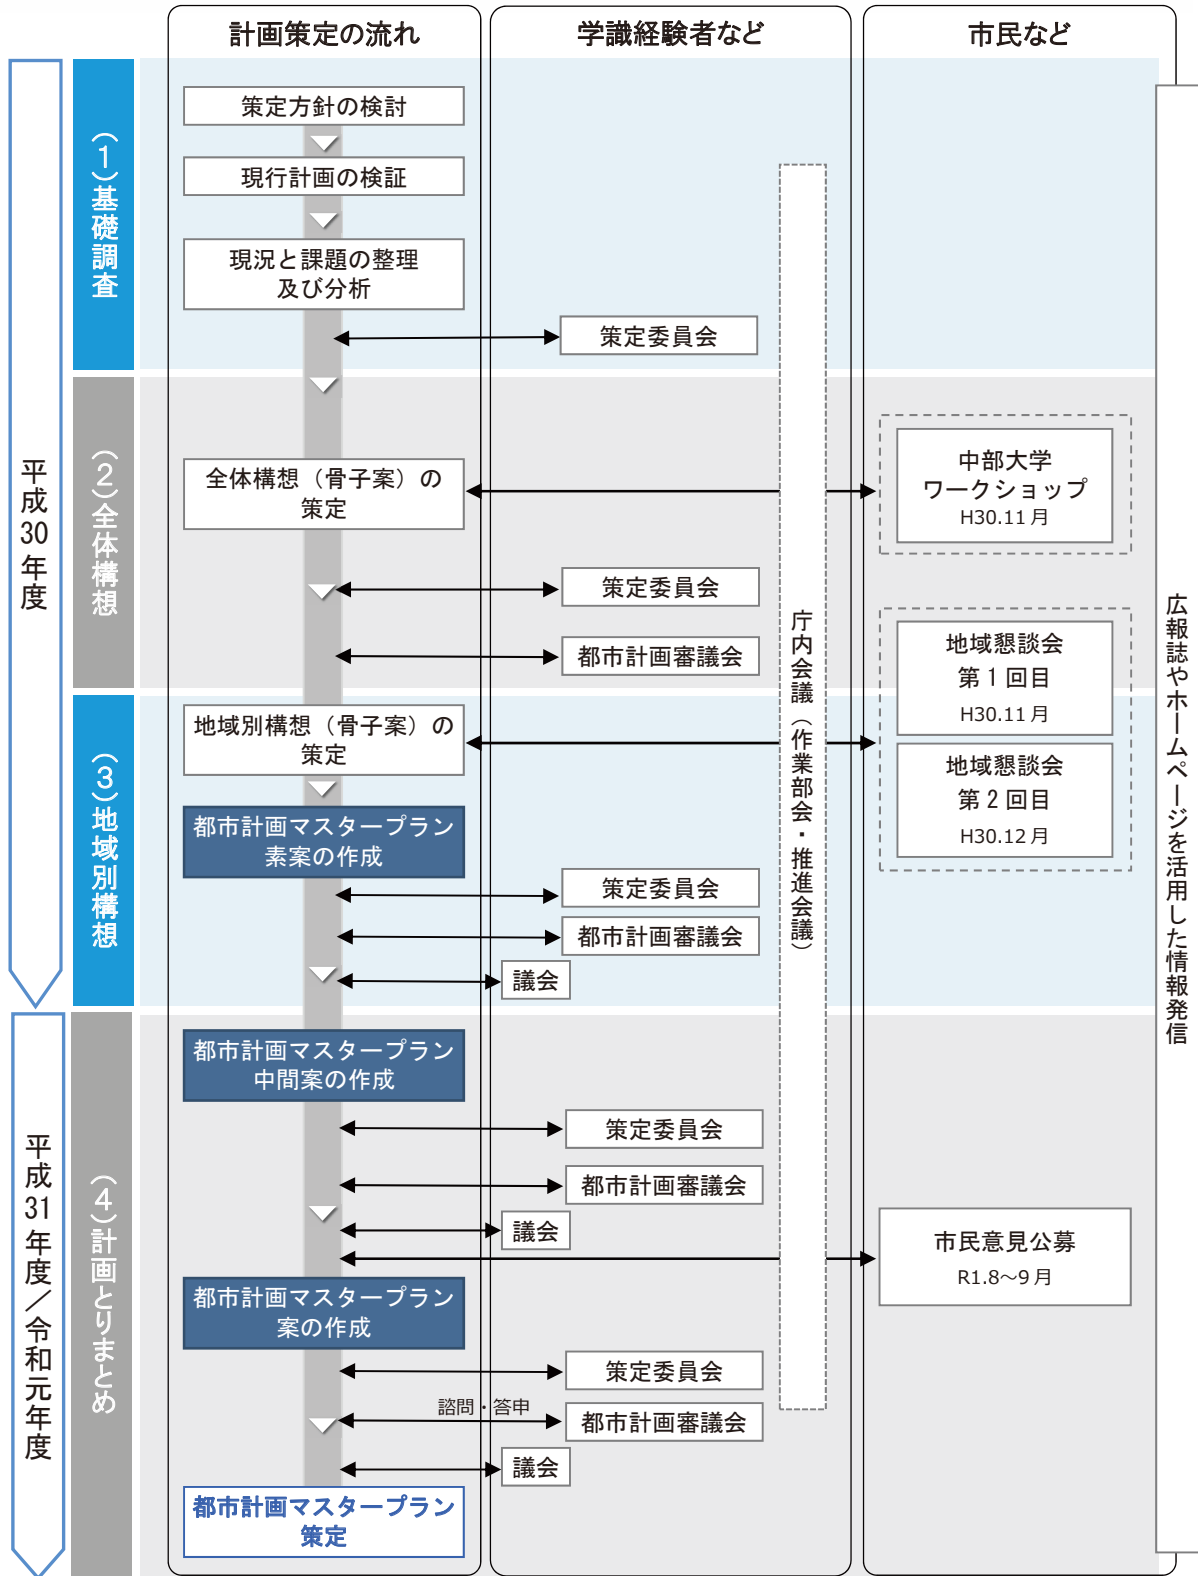 計画策定の流れ
学識経験者など
市民など
平成30年度
(1)基礎調査
策定方針の検討
現行計画の検証
現況と課題の整理
及び分析
策定委員会
(2)全体構想
全体構想（骨子案）の
策定
中部大学
ワークショップ
H30.11月
策定委員会
都市計画審議会
庁内会議（作業部会・推進会議）
広報誌やホームページを活用した情報発信
(3)地域別構想
地域別構想（骨子案）の
策定
地域懇談会
第1回目
H30.11月
地域懇談会
第2回目
H30.12月
都市計画マスタープラン
素案の作成
策定委員会
都市計画審議会
議会
平成31年度／令和元年度
(4)計画とりまとめ
都市計画マスタープラン
中間案の作成
策定委員会
都市計画審議会
議会
市民意見公募
R1.8～9月
都市計画マスタープラン
案の作成
策定委員会
諮問・答申
都市計画審議会
議会
都市計画マスタープラン
策定